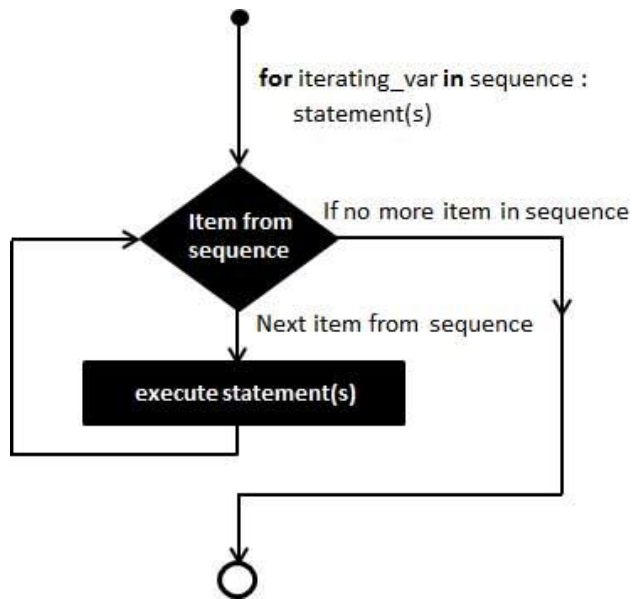 for iterating_var in sequence :
statement(s)
If no more item in sequence
Item from
sequence
Next item from sequence
execute statement(s)